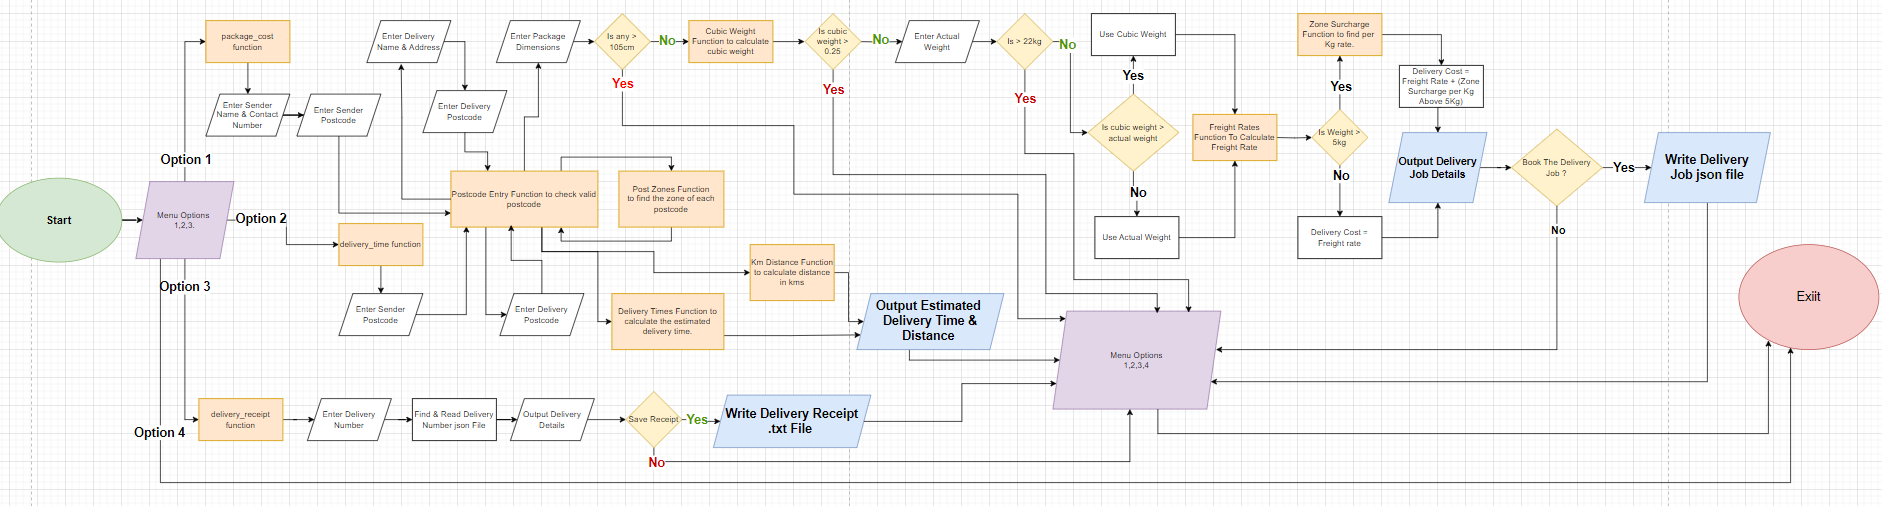 package_cost
function
Enter Delivery
Name & Address
Enter Package
Dimensions
Is any >
105cm
No
Cubic Weight
Function to calculate
cubic weight
Is cubic
weight >
0.25
No
Enter Actual
Weight
Is > 22kg
No
Use Cubic Weight
Zone Surcharge
Function to find per
Kg rate.
Yes
Yes
Yes
Yes
Yes
Delivery Cost =
Freight Rate + (Zone
Surcharge per Kg
Above 5Kg)
Enter Sender
Name & Contact
Number
Enter Sender
Postcode
Enter Delivery
Postcode
Is cubic weight >
actual weight
Freight Rates
Function To Calculate
Freight Rate
Is Weight >
5kg
Option 1
Output Delivery
Job Details
Book The Delivery
Job ?
Yes
Write Delivery
Job json file
No
No
No
Start
Menu Options
1,2,3.
Option 2
Postcode Entry Function to check valid
postcode
Post Zones Function
to find the zone of each
postcode
Use Actual Weight
Delivery Cost =
Freight rate
delivery_time function
Km Distance Function
to calculate distance
in kms
Option 3
Enter Sender
Postcode
Enter Delivery
Postcode
Delivery Times Function to
calculate the estimated
delivery time.
Output Estimated
Delivery Time &
Distance
Exiit
Menu Options
1,2,3,4
Option 4
delivery_receipt
function
Enter Delivery
Number
Find & Read Delivery
Number json File
Output Delivery
Details
Save Receipt
Yes
Write Delivery Receipt
.txt File
No